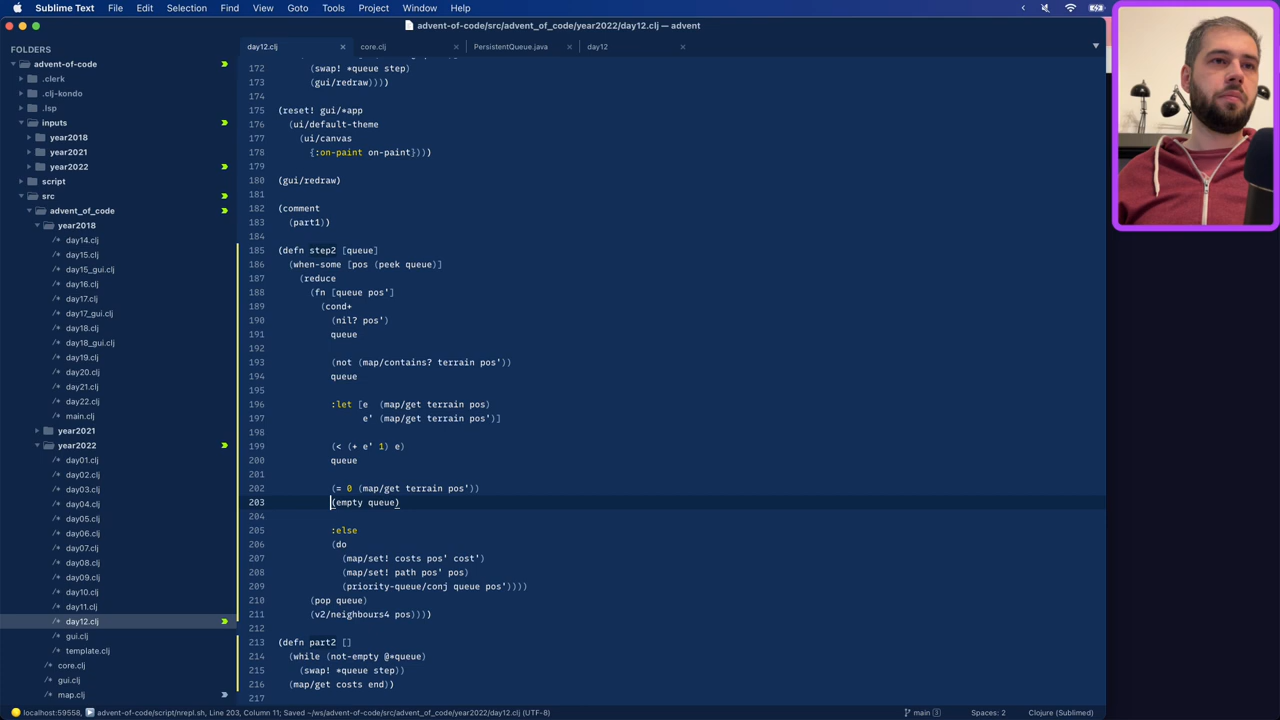 Sublime Text File Edit Selection Find View Goto Tools Project Window Help
advent-of-code/src/advent_of_code/year2022/day12.clj — advent
FOLDERS
advent-of-code
.clerk
.clj-kondo
.lsp
inputs
year2018
year2021
year2022
script
src
advent_of_code
year2018
/* day14.clj
/* day15.clj
/* day15_gui.clj
/* day16.clj
/* day17.clj
/* day17_gui.clj
/* day18.clj
/* day18_gui.clj
/* day19.clj
/* day20.clj
/* day21.clj
/* day22.clj
/* main.clj
year2021
year2022
/* day01.clj
/* day02.clj
/* day03.clj
/* day04.clj
/* day05.clj
/* day06.clj
/* day07.clj
/* day08.clj
/* day09.clj
/* day10.clj
/* day11.clj
/* day12.clj
/* gui.clj
/* template.clj
/* core.clj
/* gui.clj
/* map.clj
day12.clj core.clj PersistentQueue.java day12
172 (swap! *queue step)
173 (gui/redraw))))
174
175 (reset! gui/*app
176 (ui/default-theme
177 (ui/canvas
178 {:on-paint on-paint})))
179
180 (gui/redraw)
181
182 (comment
183 (part1))
184
185 (defn step2 [queue]
186 (when-some [pos (peek queue)]
187 (reduce
188 (fn [queue pos']
189 (cond+
190 (nil? pos')
191 queue
192
193 (not (map/contains? terrain pos'))
194 queue
195
196 :let [e (map/get terrain pos)
197 e' (map/get terrain pos')]
198
199 (< (+ e' 1) e)
200 queue
201
202 (= 0 (map/get terrain pos'))
203 (empty queue)
204
205 :else
206 (do
207 (map/set! costs pos' cost')
208 (map/set! path pos' pos)
209 (priority-queue/conj queue pos'))))
210 (pop queue)
211 (v2/neighbours4 pos))))
212
213 (defn part2 []
214 (while (not-empty @*queue)
215 (swap! *queue step))
216 (map/get costs end))
217
localhost:59558, advent-of-code/script/nrepl.sh, Line 203, Column 11; Saved ~/ws/advent-of-code/src/advent_of_code/year2022/day12.clj (UTF-8) main 3 Spaces: 2 Clojure (Sublimed)